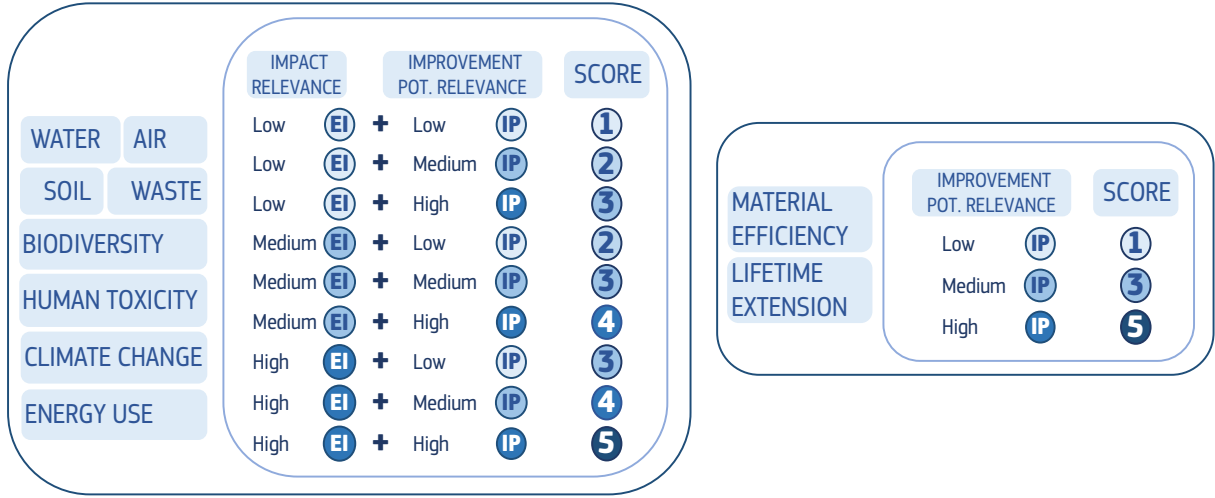 IMPACT
RELEVANCE
IMPROVEMENT
POT. RELEVANCE
SCORE
WATER
AIR
SOIL
WASTE
BIODIVERSITY
HUMAN TOXICITY
CLIMATE CHANGE
ENERGY USE
Low EI + Low IP 1
Low EI + Medium IP 2
Low EI + High IP 3
Medium EI + Low IP 2
Medium EI + Medium IP 3
Medium EI + High IP 4
High EI + Low IP 3
High EI + Medium IP 4
High EI + High IP 5
MATERIAL
EFFICIENCY
LIFETIME
EXTENSION
IMPROVEMENT
POT. RELEVANCE
SCORE
Low IP 1
Medium IP 3
High IP 5